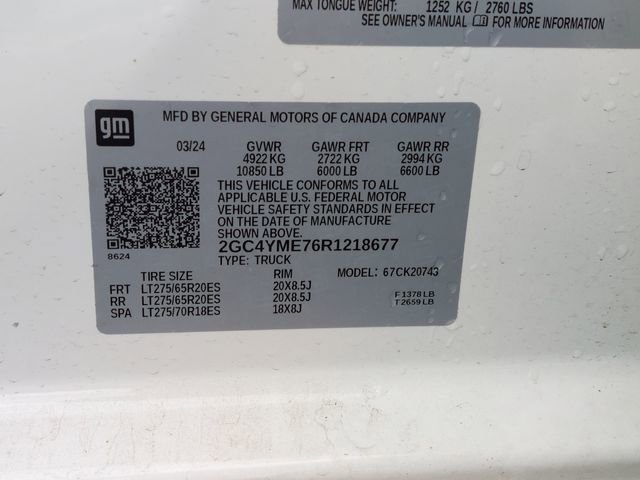 MAX TONGUE WEIGHT: 1252 KG / 2760 LBS
SEE OWNER'S MANUAL FOR MORE INFORMATION
gm
MFD BY GENERAL MOTORS OF CANADA COMPANY
03/24 GVWR GAWR FRT GAWR RR
4922 KG 2722 KG 2994 KG
10850 LB 6000 LB 6600 LB
THIS VEHICLE CONFORMS TO ALL
APPLICABLE U.S. FEDERAL MOTOR
VEHICLE SAFETY STANDARDS IN EFFECT
ON THE DATE OF MANUFACTURE
SHOWN ABOVE.
8624
2GC4YME76R1218677
TYPE: TRUCK
TIRE SIZE RIM MODEL: 67CK20743
FRT LT275/65R20ES 20X8.5J
RR LT275/65R20ES 20X8.5J
SPA LT275/70R18ES 18X8J
F 1378 LB
T 2659 LB